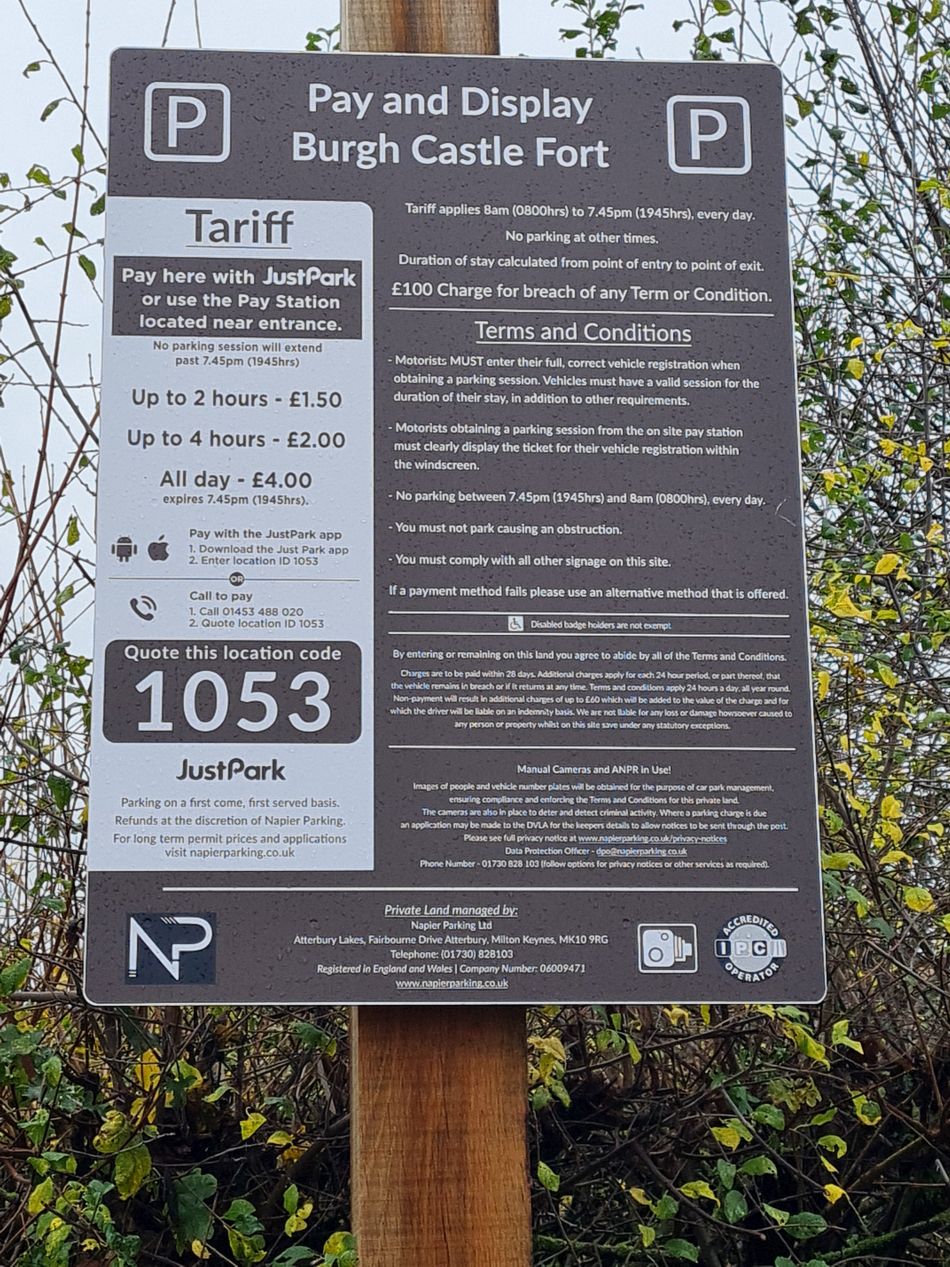 P
Pay and Display
Burgh Castle Fort
P
Tariff
Pay here with JustPark
or use the Pay Station
located near entrance.
No parking session will extend
past 7.45pm (1945hrs)
Up to 2 hours - £1.50
Up to 4 hours - £2.00
All day - £4.00
expires 7.45pm (1945hrs).
Pay with the JustPark app
1. Download the Just Park app
2. Enter location ID 1053
OR
Call to pay
1. Call 01453 488 020
2. Quote location ID 1053
Quote this location code
1053
JustPark
Parking on a first come, first served basis.
Refunds at the discretion of Napier Parking.
For long term permit prices and applications
visit napierparking.co.uk
Tariff applies 8am (0800hrs) to 7.45pm (1945hrs), every day.
No parking at other times.
Duration of stay calculated from point of entry to point of exit.
£100 Charge for breach of any Term or Condition.
Terms and Conditions
- Motorists MUST enter their full, correct vehicle registration when
obtaining a parking session. Vehicles must have a valid session for the
duration of their stay, in addition to other requirements.
- Motorists obtaining a parking session from the on site pay station
must clearly display the ticket for their vehicle registration within
the windscreen.
- No parking between 7.45pm (1945hrs) and 8am (0800hrs), every day.
- You must not park causing an obstruction.
- You must comply with all other signage on this site.
If a payment method fails please use an alternative method that is offered.
Disabled badge holders are not exempt
By entering or remaining on this land you agree to abide by all of the Terms and Conditions.
Charges are to be paid within 28 days. Additional charges apply for each 24 hour period, or part thereof, that
the vehicle remains in breach or if it returns at any time. Terms and conditions apply 24 hours a day, all year round.
Non-payment will result in additional charges of up to £60 which will be added to the value of the charge and for
which the driver will be liable on an indemnity basis. We are not liable for any loss or damage howsoever caused to
any person or property whilst on this site save under any statutory exceptions.
Manual Cameras and ANPR in Use!
Images of people and vehicle number plates will be obtained for the purpose of car park management,
ensuring compliance and enforcing the Terms and Conditions for this private land.
The cameras are also in place to deter and detect criminal activity. Where a parking charge is due
an application may be made to the DVLA for the keepers details to allow notices to be sent through the post.
Please see full privacy notice at www.napierparking.co.uk/privacy-notices
Data Protection Officer - dpo@napierparking.co.uk
Phone Number - 01730 828 103 (follow options for privacy notices or other services as required).
NP
Private Land managed by:
Napier Parking Ltd
Atterbury Lakes, Fairbourne Drive Atterbury, Milton Keynes, MK10 9RG
Telephone: (01730) 828103
Registered in England and Wales | Company Number: 06009471
www.napierparking.co.uk
ACCREDITED
IPC
OPERATOR